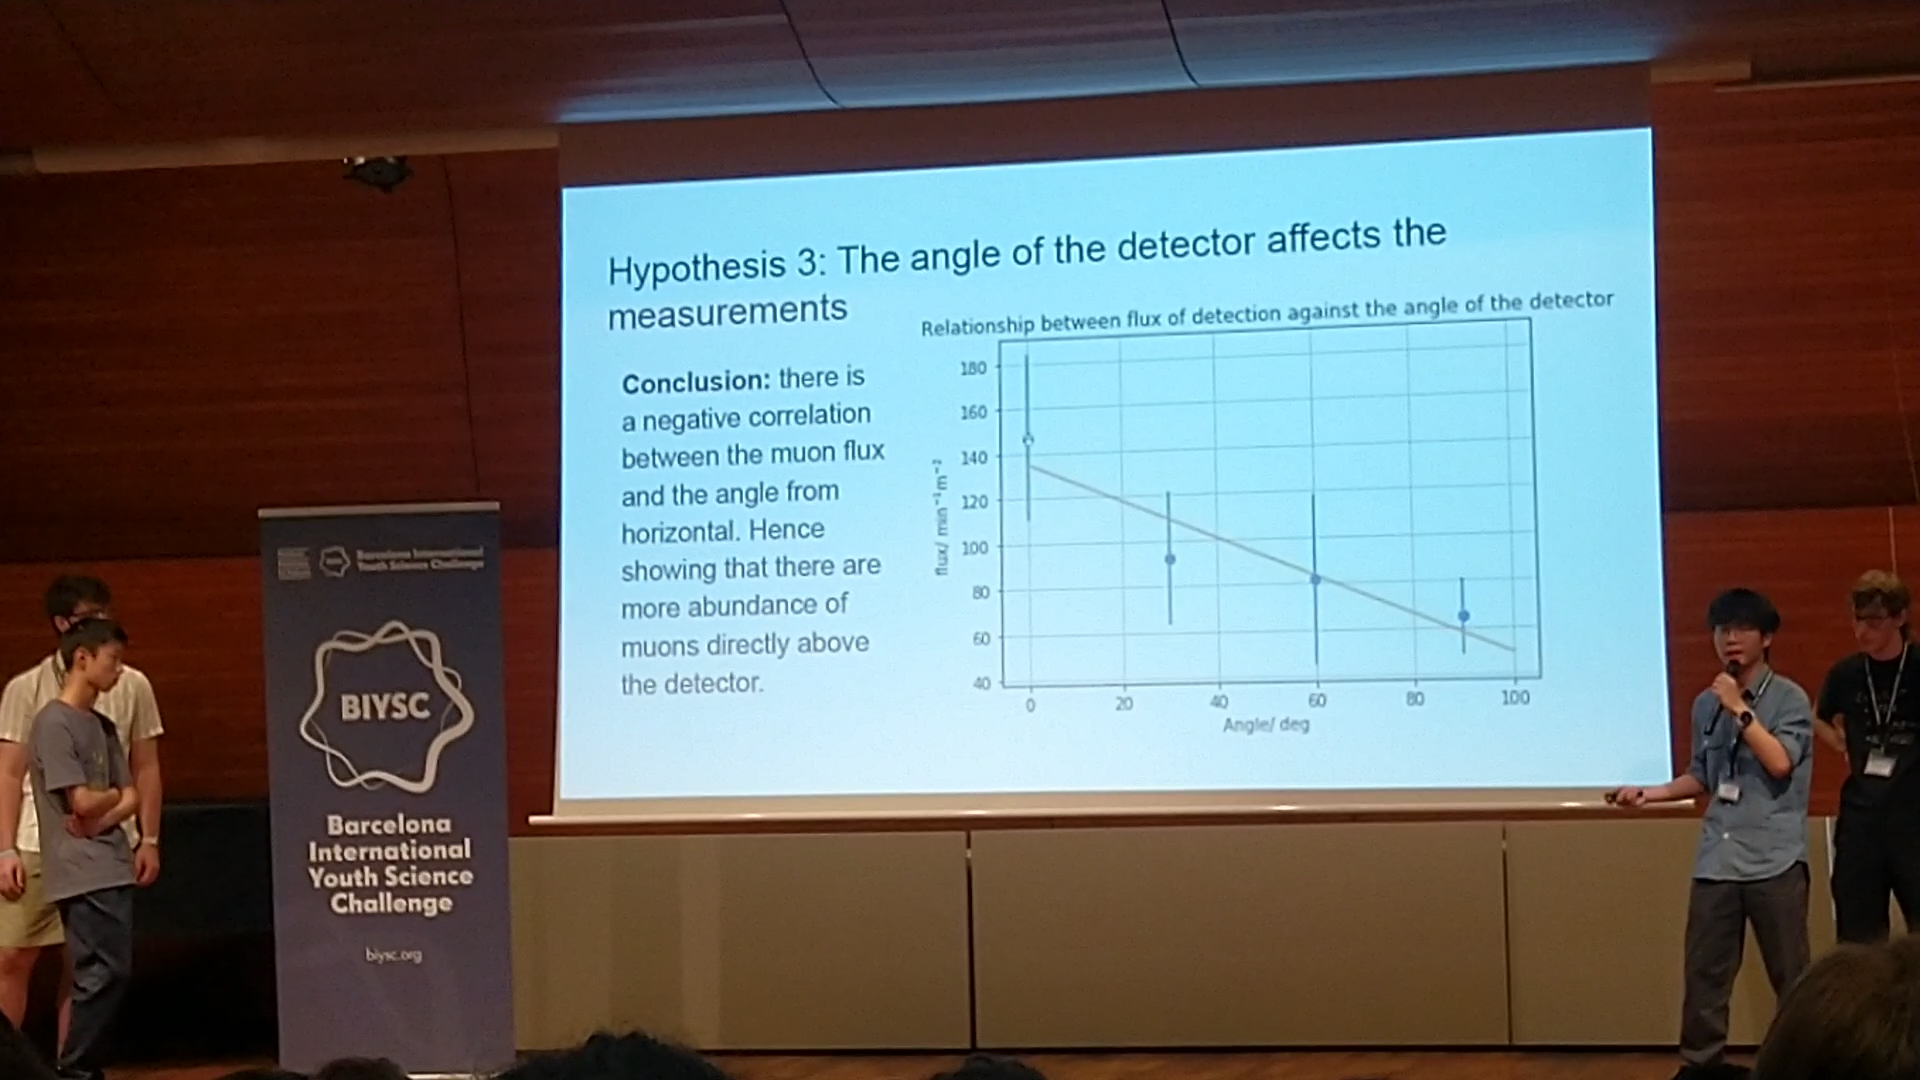 Hypothesis 3: The angle of the detector affects the
measurements
Conclusion: there is
a negative correlation
between the muon flux
and the angle from
horizontal. Hence
showing that there are
more abundance of
muons directly above
the detector.
Relationship between flux of detection against the angle of the detector
180
160
140
120
100
80
60
40
flux/ min⁻¹m⁻²
0 20 40 60 80 100
Angle/ deg
Barcelona International
Youth Science Challenge
BIYSC
Barcelona
International
Youth Science
Challenge
biysc.org